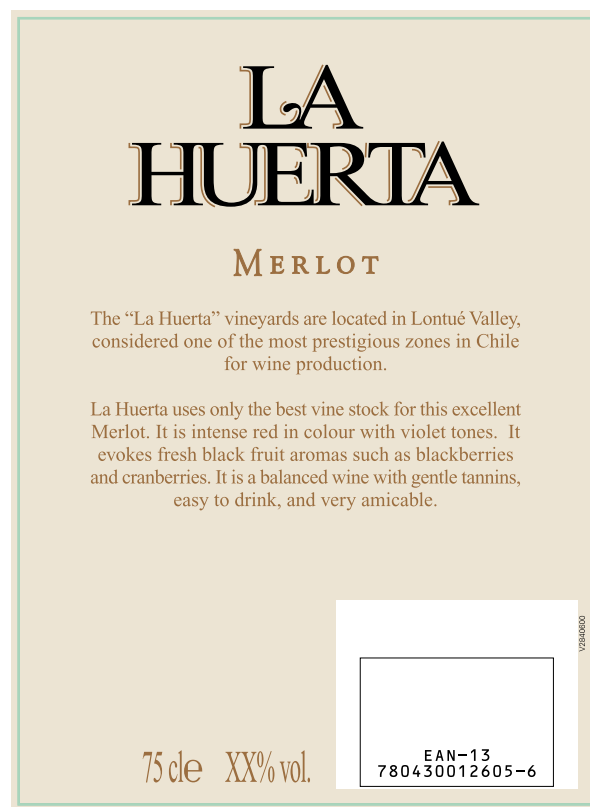 LA
HUERTA
MERLOT
The “La Huerta” vineyards are located in Lontué Valley,
considered one of the most prestigious zones in Chile
for wine production.
La Huerta uses only the best vine stock for this excellent
Merlot. It is intense red in colour with violet tones.  It
evokes fresh black fruit aromas such as blackberries
and cranberries. It is a balanced wine with gentle tannins,
easy to drink, and very amicable.
V2840600
EAN-13
780430012605-6
75 cl℮ XX% vol.